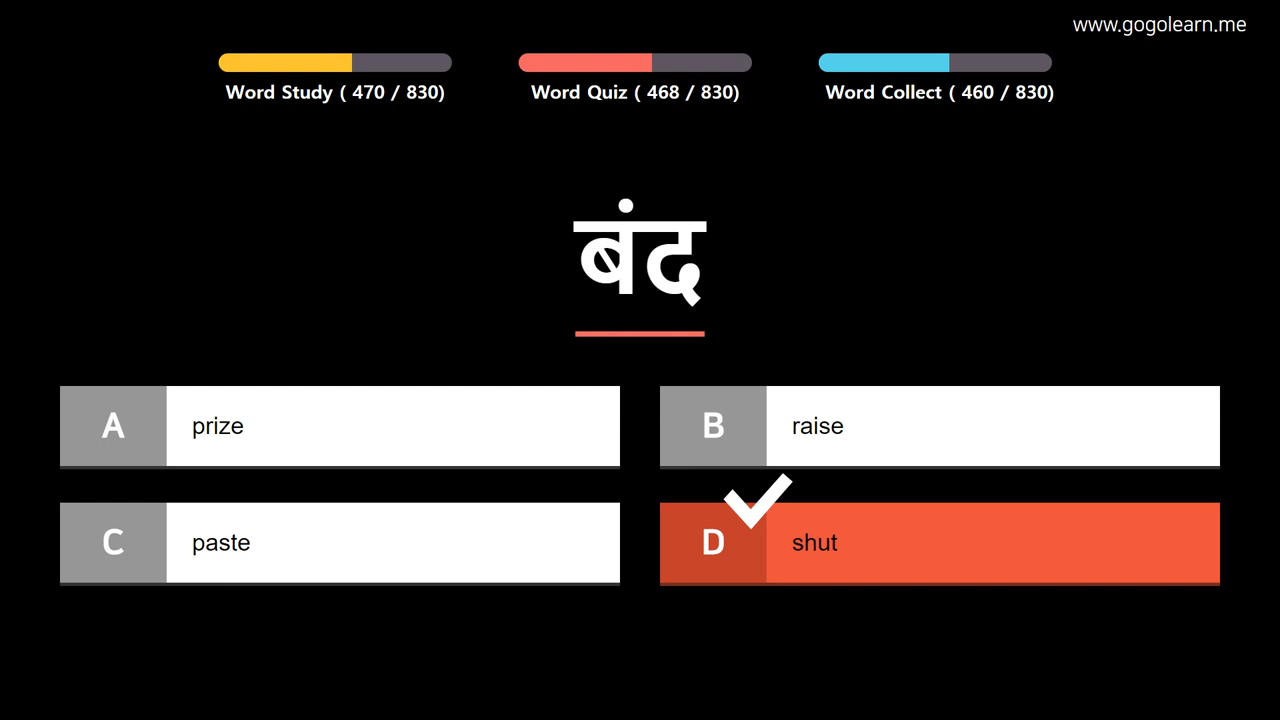 www.gogolearn.me
Word Study ( 470 / 830)
Word Quiz ( 468 / 830)
Word Collect ( 460 / 830)
बंद
A prize
B raise
C paste
D shut